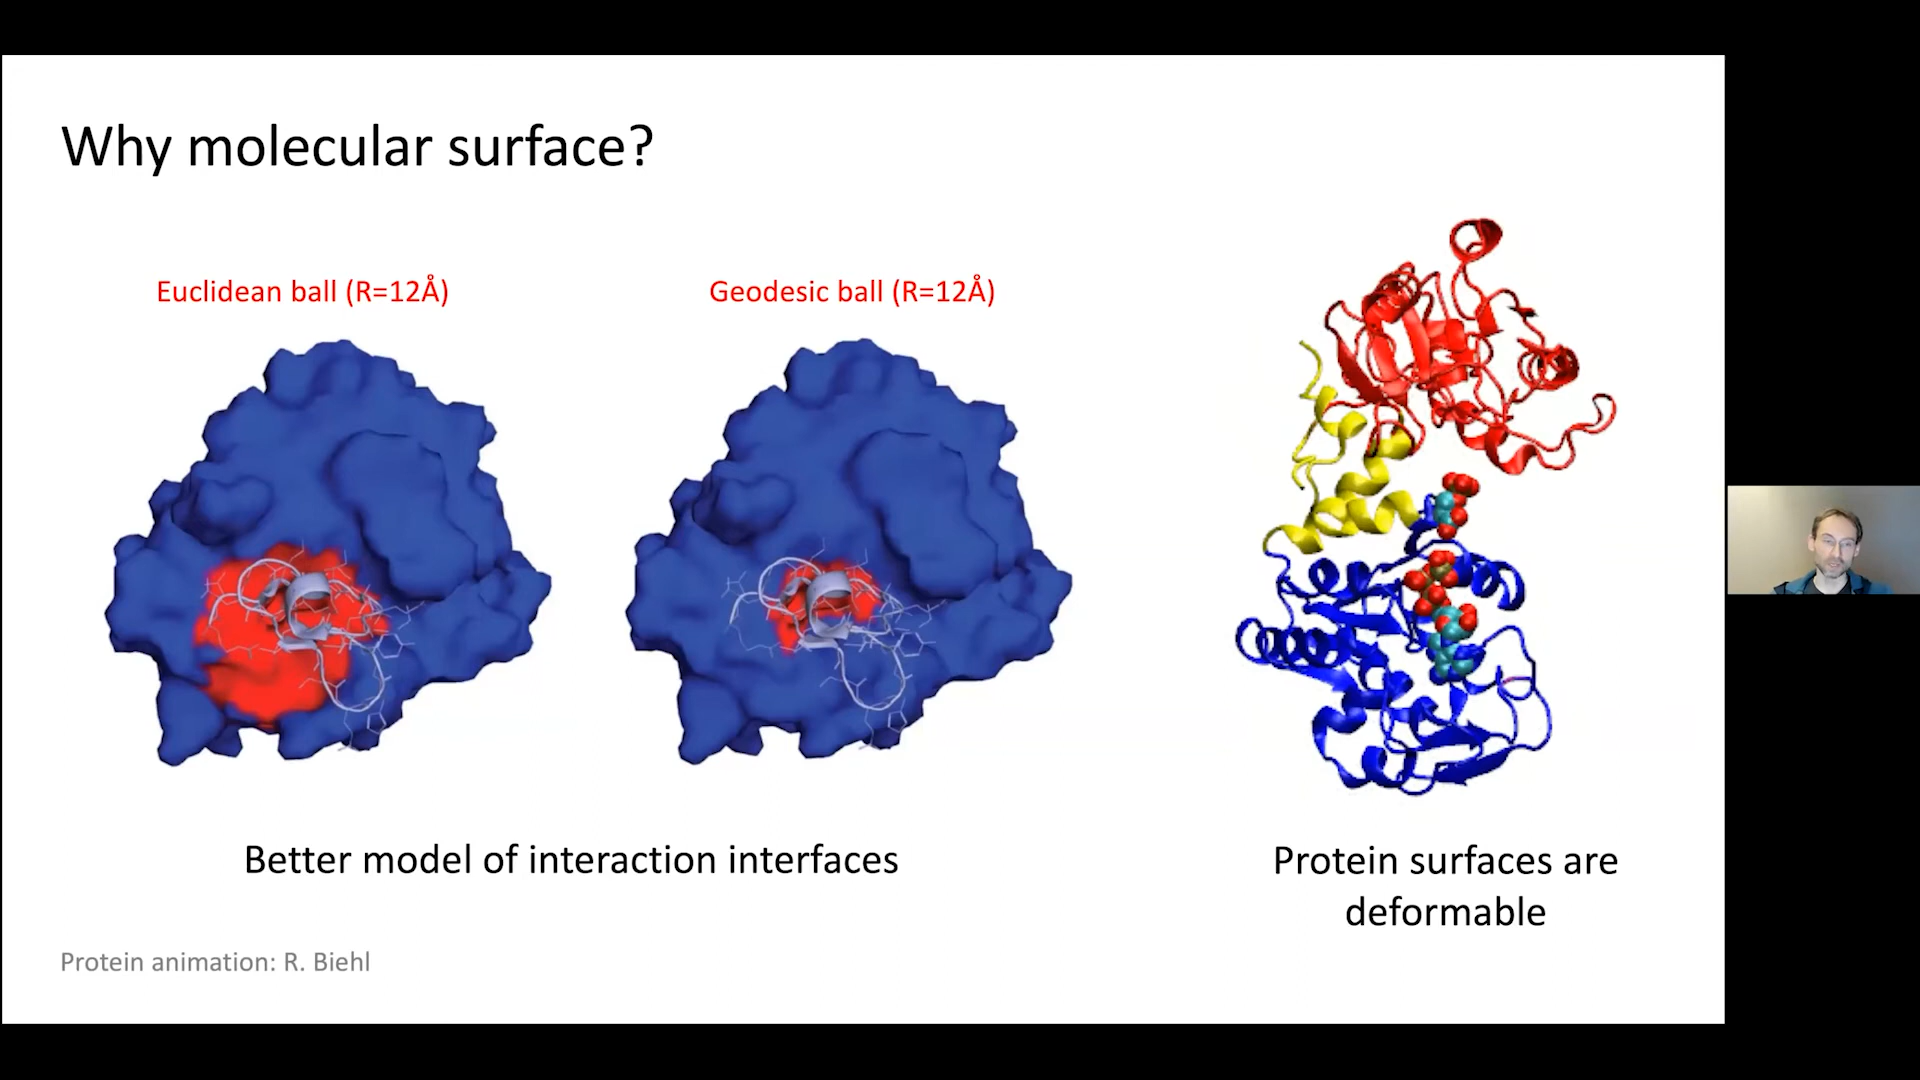 Why molecular surface?
Euclidean ball (R=12Å)
Geodesic ball (R=12Å)
Better model of interaction interfaces
Protein surfaces are
deformable
Protein animation: R. Biehl